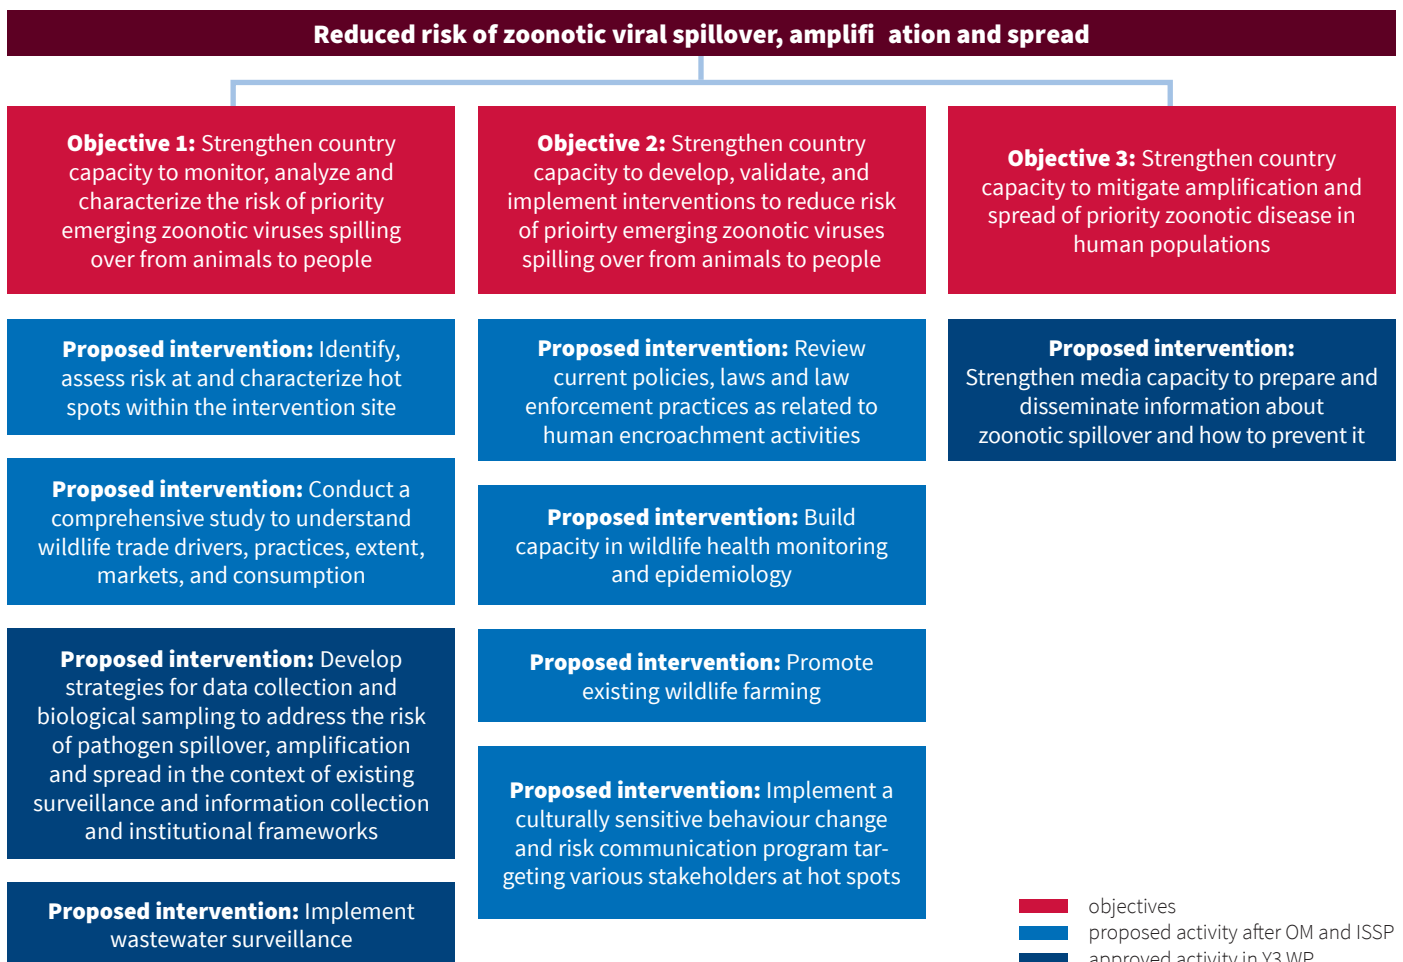 Reduced risk of zoonotic viral spillover, amplifi ation and spread
Objective 1: Strengthen country
capacity to monitor, analyze and
characterize the risk of priority
emerging zoonotic viruses spilling
over from animals to people
Proposed intervention: Identify,
assess risk at and characterize hot
spots within the intervention site
Proposed intervention: Conduct a
comprehensive study to understand
wildlife trade drivers, practices, extent,
markets, and consumption
Proposed intervention: Develop
strategies for data collection and
biological sampling to address the risk
of pathogen spillover, amplification
and spread in the context of existing
surveillance and information collection
and institutional frameworks
Proposed intervention: Implement
wastewater surveillance
Objective 2: Strengthen country
capacity to develop, validate, and
implement interventions to reduce risk
of prioirty emerging zoonotic viruses
spilling over from animals to people
Proposed intervention: Review
current policies, laws and law
enforcement practices as related to
human encroachment activities
Proposed intervention: Build
capacity in wildlife health monitoring
and epidemiology
Proposed intervention: Promote
existing wildlife farming
Proposed intervention: Implement a
culturally sensitive behaviour change
and risk communication program tar-
geting various stakeholders at hot spots
Objective 3: Strengthen country
capacity to mitigate amplification and
spread of priority zoonotic disease in
human populations
Proposed intervention:
Strengthen media capacity to prepare and
disseminate information about
zoonotic spillover and how to prevent it
objectives
proposed activity after OM and ISSP
approved activity in Y3 WP